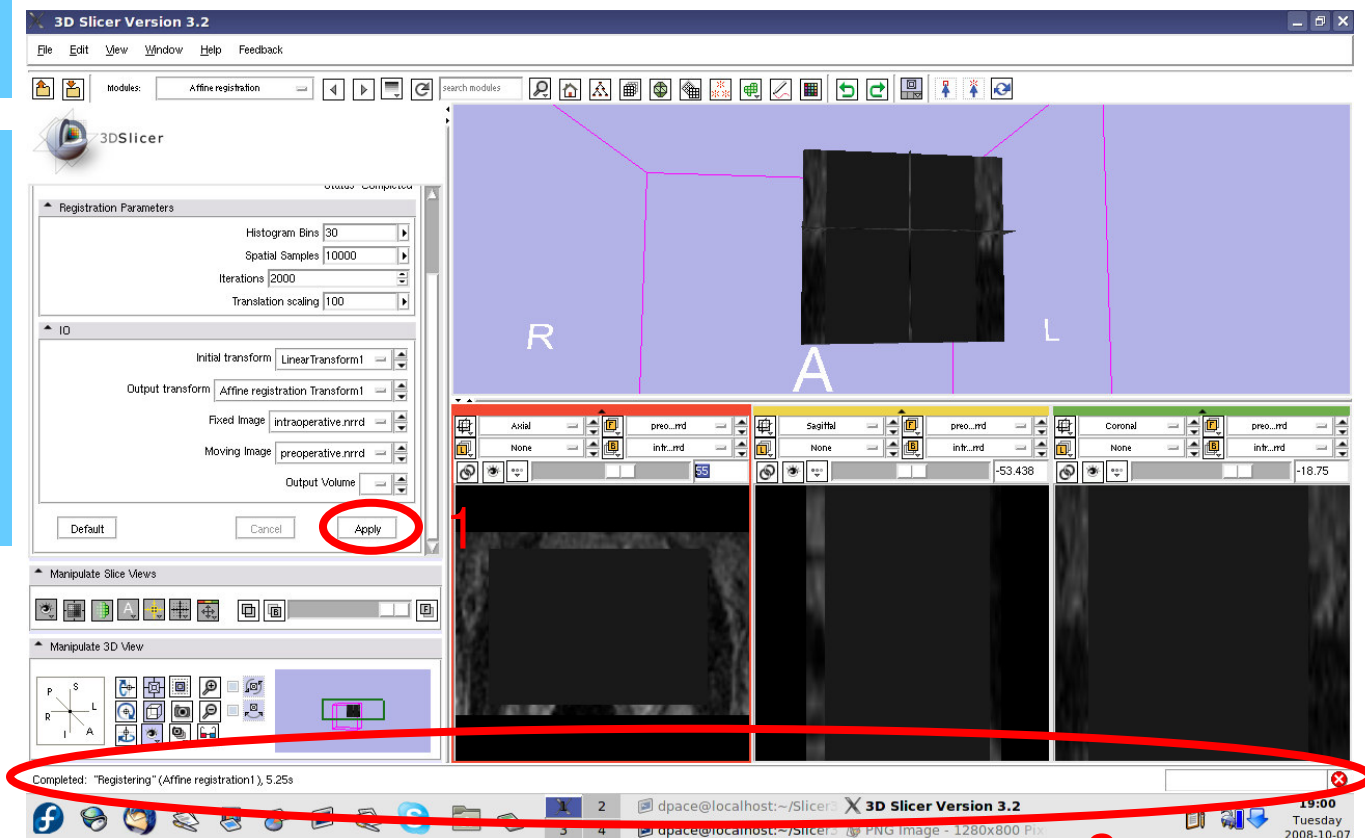 3D Slicer Version 3.2
File Edit View Window Help Feedback
Modules: Affine registration search modules
3DSlicer
Status Completed
Registration Parameters
Histogram Bins 30
Spatial Samples 10000
Iterations 2000
Translation scaling 100
IO
Initial transform LinearTransform1
Output transform Affine registration Transform1
Fixed Image intraoperative.nrrd
Moving Image preoperative.nrrd
Output Volume
Default Cancel Apply
1
Manipulate Slice Views
Manipulate 3D View
P S L R I A
R A L
Axial preo...rrd Sagittal preo...rrd Coronal preo...rrd
None intr...rrd None intr...rrd None intr...rrd
55 -53.438 -18.75
Completed: "Registering" (Affine registration1), 5.25s
1 2 dpace@localhost:~/Slicer3 3D Slicer Version 3.2 19:00
3 4 dpace@localhost:~/Slicer3 PNG Image - 1280x800 Tuesday
2008-10-07